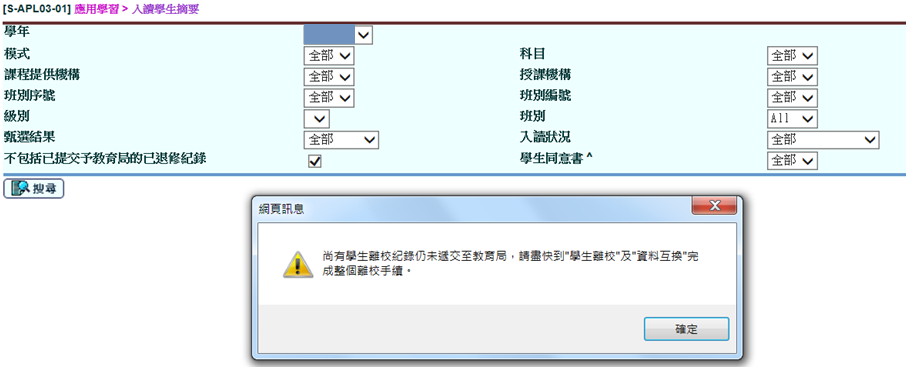 [S-APL03-01] 應用學習 > 入讀學生摘要
學年
模式 全部 科目 全部
課程提供機構 全部 授課機構 全部
班別序號 全部 班別編號 全部
級別 班別 All
甄選結果 全部 入讀狀況 全部
不包括已提交予教育局的已退修紀錄 學生同意書 ^ 全部
搜尋
網頁訊息
尚有學生離校紀錄仍未遞交至教育局，請盡快到"學生離校"及"資料互換"完
成整個離校手續。
確定